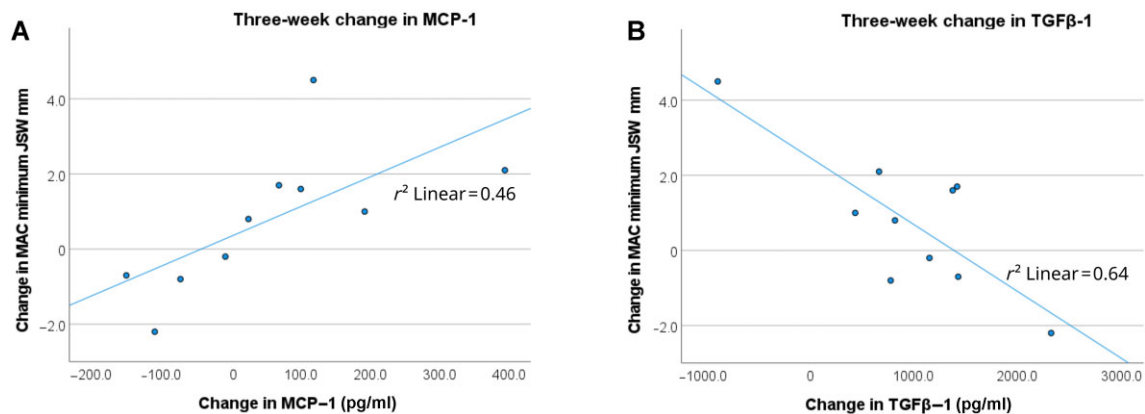 A
Three-week change in MCP-1
Change in MAC minimum JSW mm
4.0
2.0
0
−2.0
r² Linear=0.46
−200.0 −100.0 0 100.0 200.0 300.0 400.0
Change in MCP−1 (pg/ml)
B
Three-week change in TGFβ-1
Change in MAC minimum JSW mm
4.0
2.0
0
−2.0
r² Linear=0.64
−1000.0 0 1000.0 2000.0 3000.0
Change in TGFβ−1 (pg/ml)